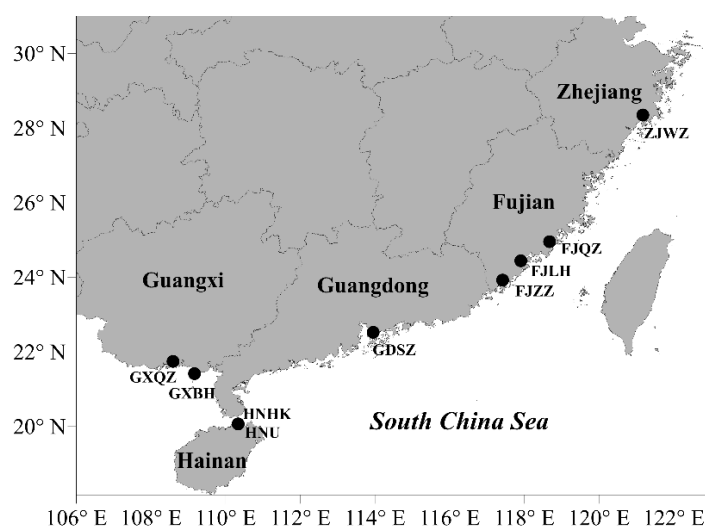 30° N
Zhejiang
28° N
ZJWZ
26° N
Fujian
FJQZ
24° N
Guangxi
Guangdong
FJLH
FJZZ
GDSZ
22° N
GXQZ
GXBH
20° N
HNHK
HNU
South China Sea
Hainan
106° E 108° E 110° E 112° E 114° E 116° E 118° E 120° E 122° E